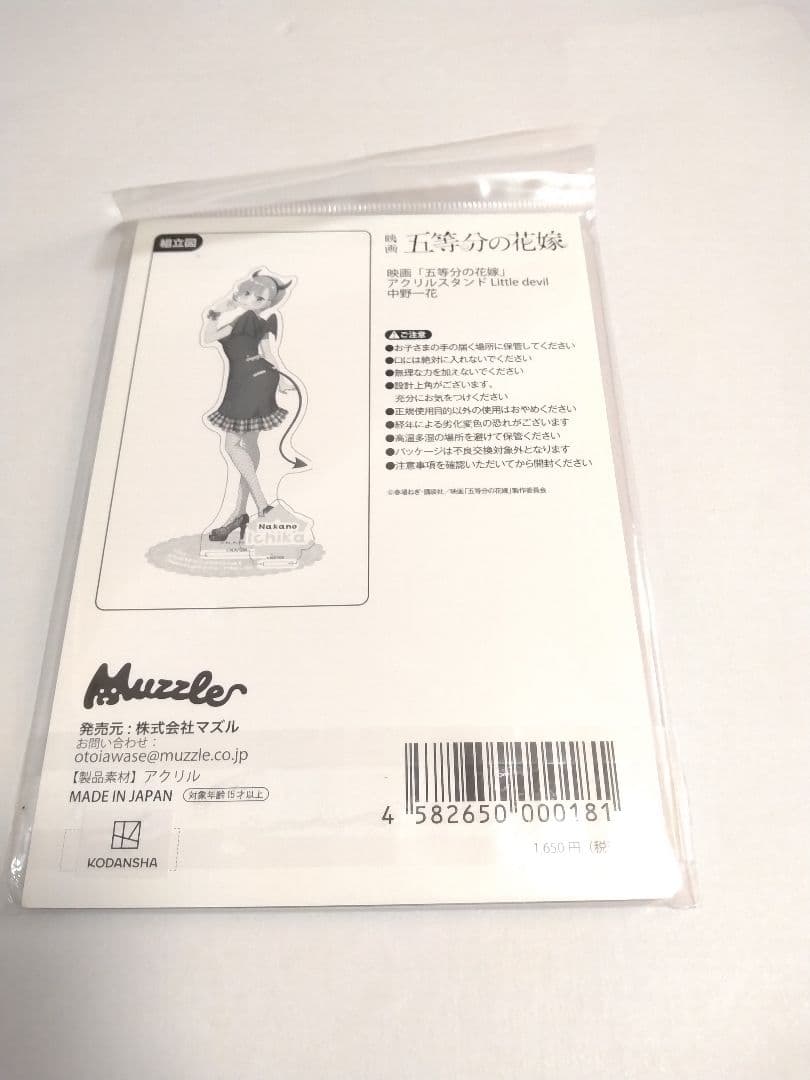 組立図
映画 五等分の花嫁
映画「五等分の花嫁」
アクリルスタンド Little devil
中野一花
ご注意
●お子さまの手の届く場所に保管してください
●口には絶対に入れないでください
●無理な力を加えないでください
●設計上角がございます。
充分にお気をつけください
●正規使用目的以外の使用はおやめください
●経年による劣化変色の恐れがございます
●高温多湿の場所を避けて保管ください
●パッケージは不良交換対象外となります
●注意事項を確認いただいてから開封ください
©春場ねぎ・講談社／映画「五等分の花嫁」製作委員会
Nakano
Ichika
Muzzle
発売元:株式会社マズル
お問い合わせ:
otoiawase@muzzle.co.jp
【製品素材】アクリル
MADE IN JAPAN 対象年齢15才以上
KODANSHA
4 582650 000181
1,650円(税